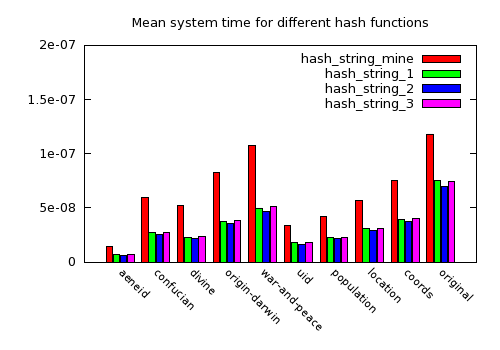 Mean system time for different hash functions
2e-07
1.5e-07
1e-07
5e-08
0
hash_string_mine
hash_string_1
hash_string_2
hash_string_3
aeneid
confucian
divine
origin-darwin
war-and-peace
uid
population
location
coords
original